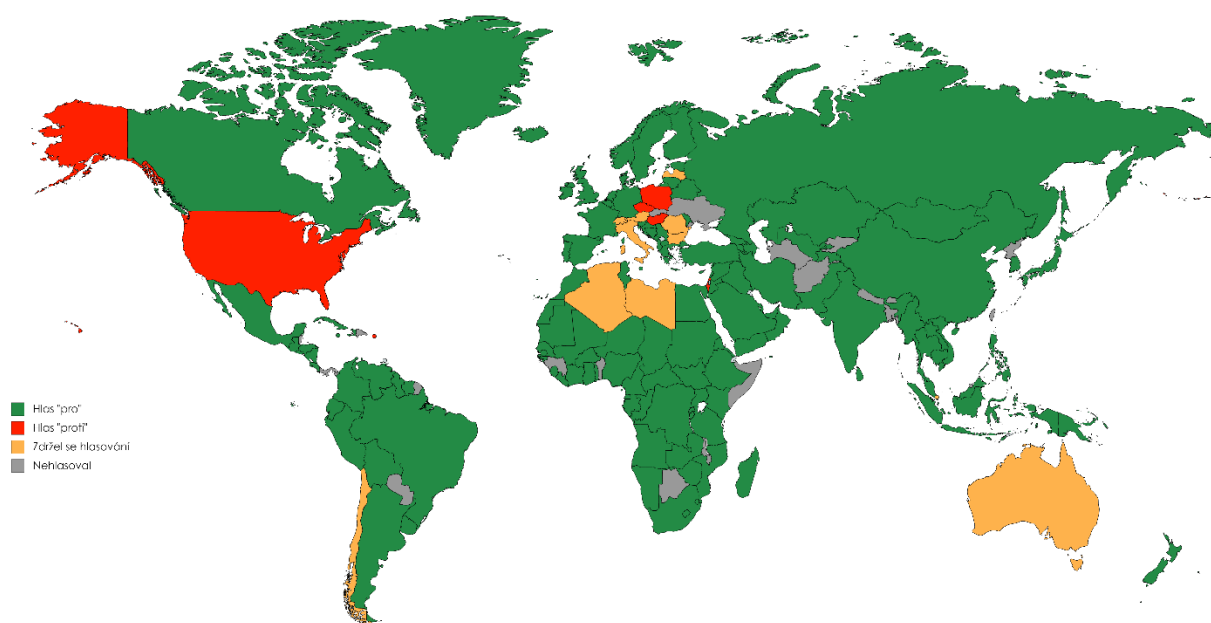 Hlas "pro"
Hlas "proti"
Zdržel se hlasování
Nehlasoval